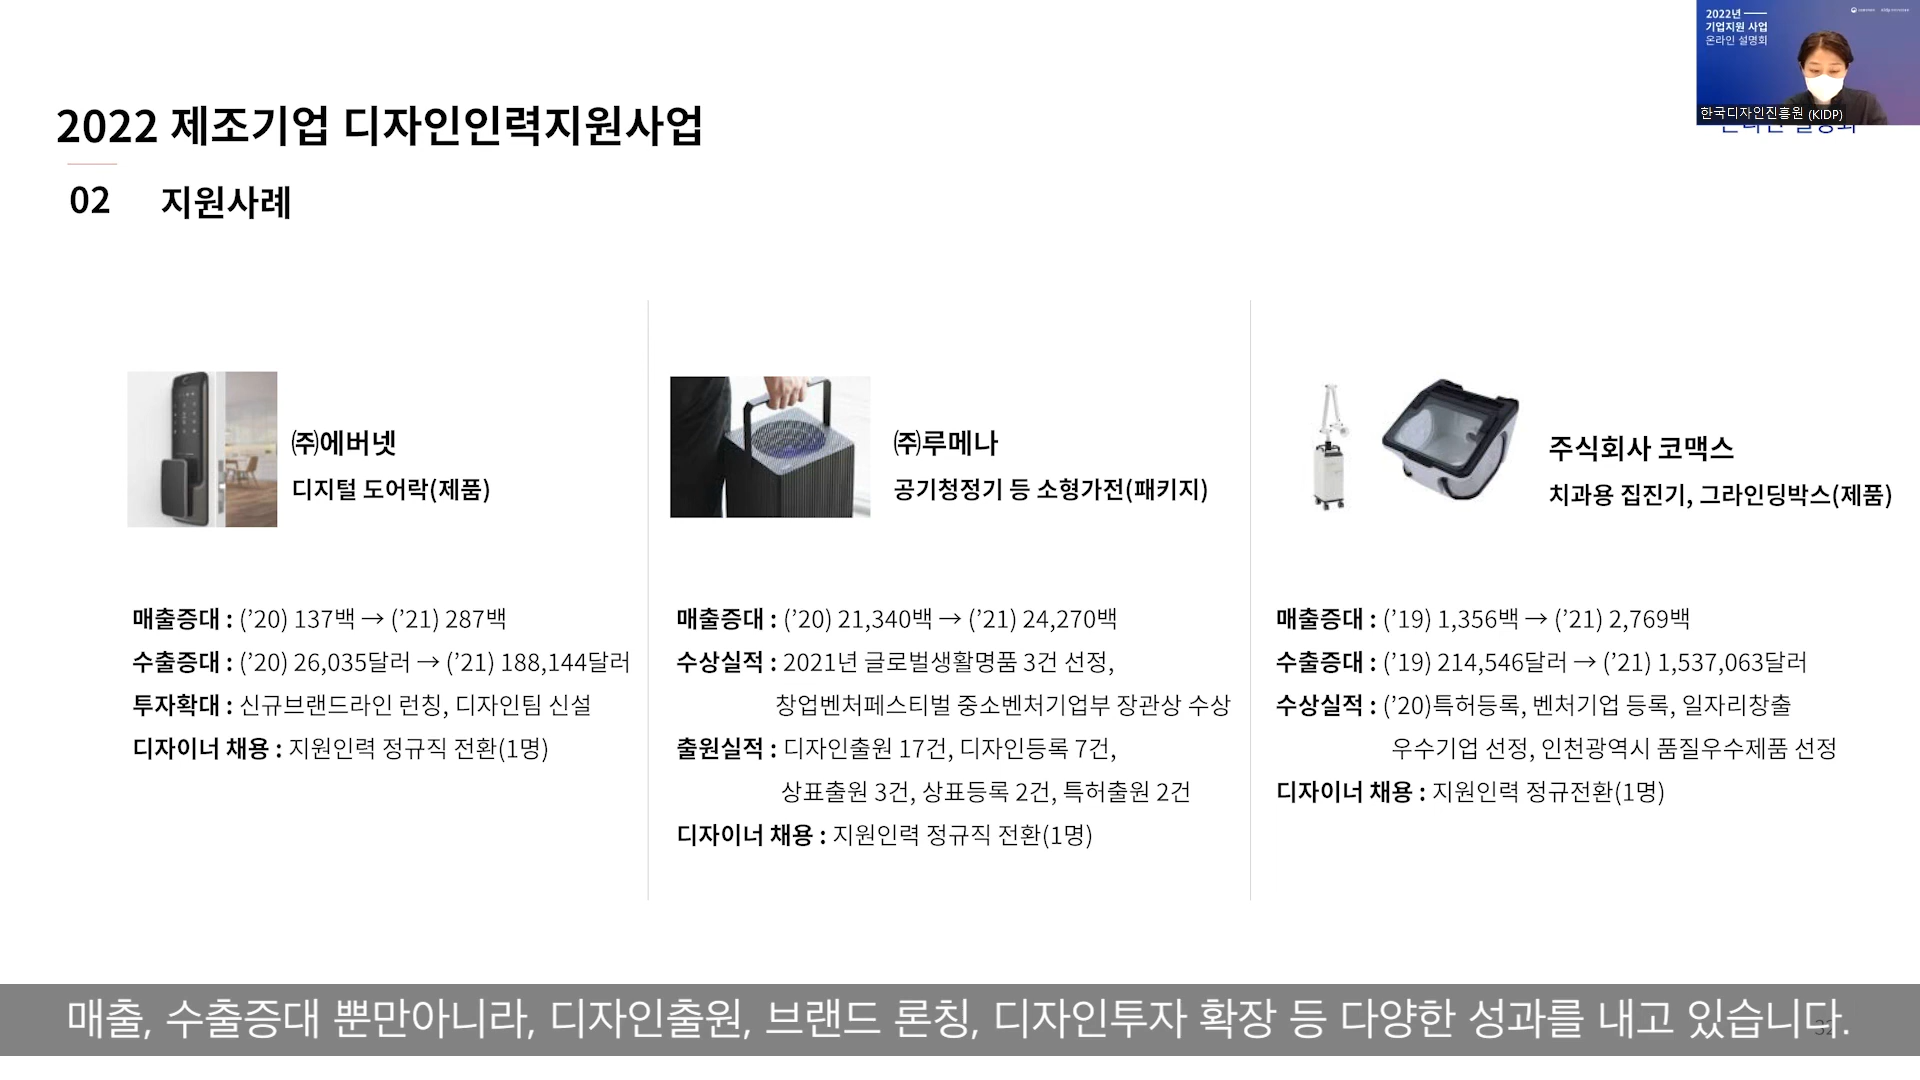 2022년
기업지원 사업
온라인 설명회
한국디자인진흥원 (KIDP)
2022 제조기업 디자인인력지원사업
02 지원사례
㈜에버넷
디지털 도어락(제품)
매출증대 : (’20) 137백 → (’21) 287백
수출증대 : (’20) 26,035달러 → (’21) 188,144달러
투자확대 : 신규브랜드라인 런칭, 디자인팀 신설
디자이너 채용 : 지원인력 정규직 전환(1명)
㈜루메나
공기청정기 등 소형가전(패키지)
매출증대 : (’20) 21,340백 → (’21) 24,270백
수상실적 : 2021년 글로벌생활명품 3건 선정,
창업벤처페스티벌 중소벤처기업부 장관상 수상
출원실적 : 디자인출원 17건, 디자인등록 7건,
상표출원 3건, 상표등록 2건, 특허출원 2건
디자이너 채용 : 지원인력 정규직 전환(1명)
주식회사 코맥스
치과용 집진기, 그라인딩박스(제품)
매출증대 : (’19) 1,356백 → (’21) 2,769백
수출증대 : (’19) 214,546달러 → (’21) 1,537,063달러
수상실적 : (’20)특허등록, 벤처기업 등록, 일자리창출
우수기업 선정, 인천광역시 품질우수제품 선정
디자이너 채용 : 지원인력 정규전환(1명)
매출, 수출증대 뿐만아니라, 디자인출원, 브랜드 론칭, 디자인투자 확장 등 다양한 성과를 내고 있습니다.